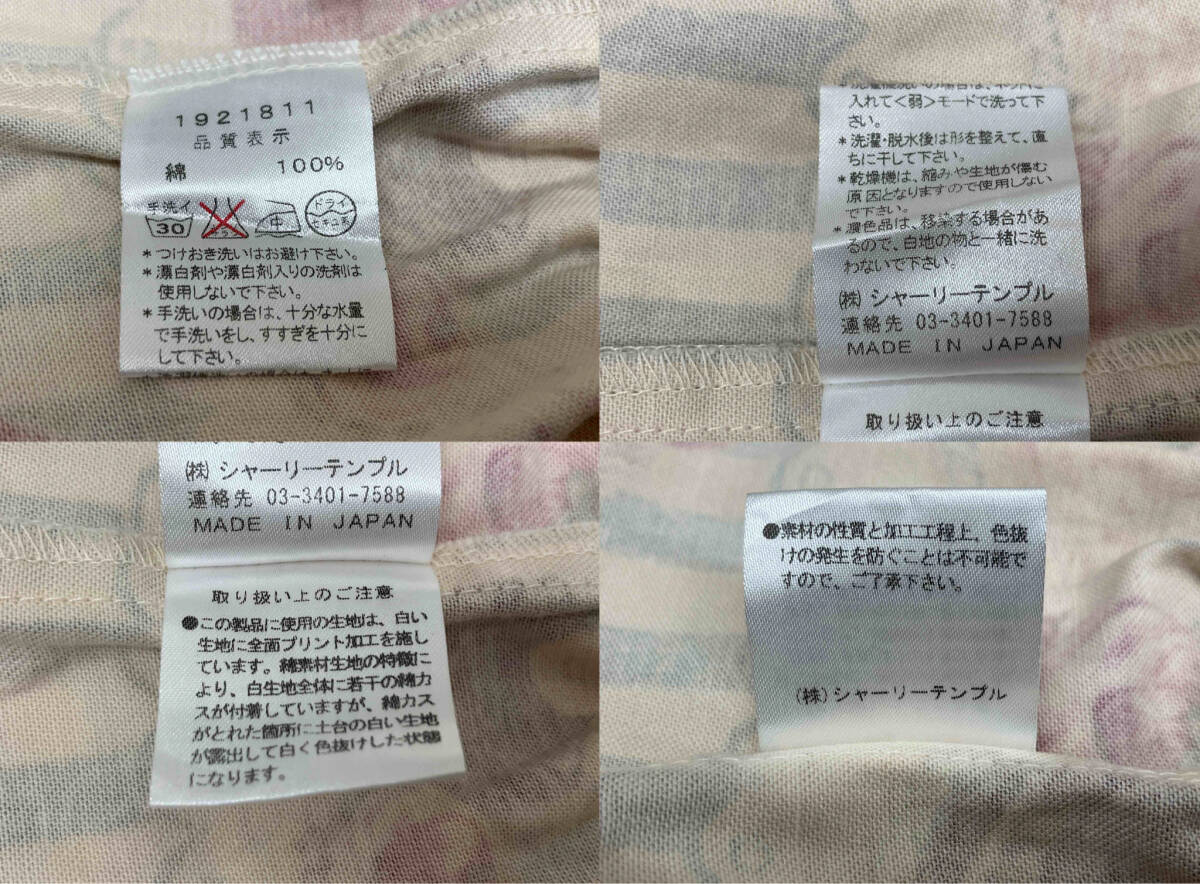 1921811
品質表示
綿 100%
手洗イ
30
エンソサラシ
中
ドライ
セキユ系
*つけおき洗いはお避け下さい。
*漂白剤や漂白剤入りの洗剤は
使用しないで下さい。
*手洗いの場合は、十分な水量
で手洗いをし、すすぎを十分に
して下さい。
入れて<弱>モードで洗って下
さい。
*洗濯・脱水後は形を整えて、直
ちに干して下さい。
*乾燥機は、縮みや生地が傷む
原因となりますので使用しない
で下さい。
*濃色品は、移染する場合があ
るので、白地の物と一緒に洗
わないで下さい。
(株)シャーリーテンプル
連絡先 03-3401-7588
MADE IN JAPAN
取り扱い上のご注意
(株)シャーリーテンプル
連絡先 03-3401-7588
MADE IN JAPAN
取り扱い上のご注意
●この製品に使用の生地は、白い
生地に全面プリント加工を施し
ています。綿素材生地の特徴に
より、白生地全体に若干の綿カ
スが付着していますが、綿カス
がとれた箇所に土台の白い生地
が露出して白く色抜けした状態
になります。
●素材の性質と加工工程上、色抜
けの発生を防ぐことは不可能で
すので、ご了承下さい。
(株)シャーリーテンプル